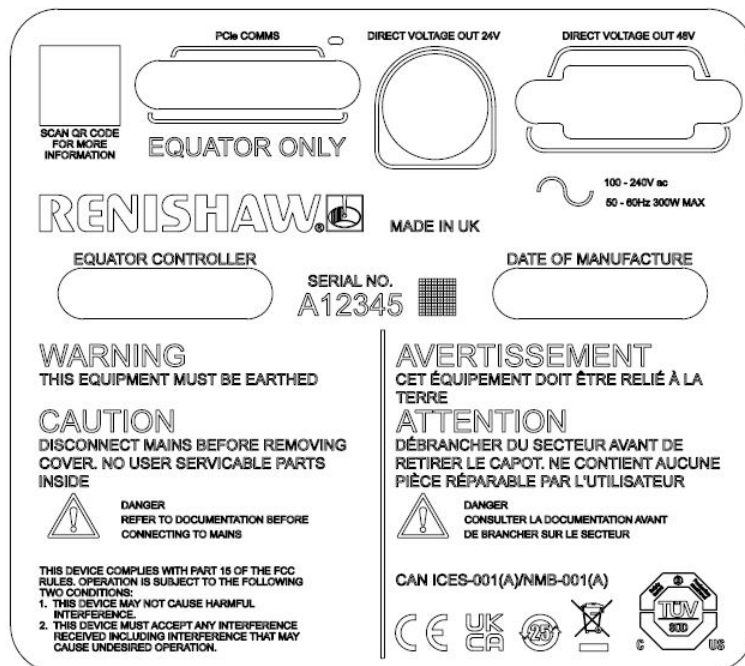 PCIe COMMS
DIRECT VOLTAGE OUT 24V
DIRECT VOLTAGE OUT 48V
SCAN QR CODE
FOR MORE
INFORMATION
EQUATOR ONLY
100 - 240V ac
50 - 60Hz 300W MAX
RENISHAW®
MADE IN UK
EQUATOR CONTROLLER
SERIAL NO.
A12345
DATE OF MANUFACTURE
WARNING
THIS EQUIPMENT MUST BE EARTHED
CAUTION
DISCONNECT MAINS BEFORE REMOVING
COVER. NO USER SERVICABLE PARTS
INSIDE
DANGER
REFER TO DOCUMENTATION BEFORE
CONNECTING TO MAINS
THIS DEVICE COMPLIES WITH PART 15 OF THE FCC
RULES. OPERATION IS SUBJECT TO THE FOLLOWING
TWO CONDITIONS:
1. THIS DEVICE MAY NOT CAUSE HARMFUL
INTERFERENCE.
2. THIS DEVICE MUST ACCEPT ANY INTERFERENCE
RECEIVED INCLUDING INTERFERENCE THAT MAY
CAUSE UNDESIRED OPERATION.
AVERTISSEMENT
CET ÉQUIPEMENT DOIT ÊTRE RELIÉ À LA
TERRE
ATTENTION
DÉBRANCHER DU SECTEUR AVANT DE
RETIRER LE CAPOT. NE CONTIENT AUCUNE
PIÈCE RÉPARABLE PAR L'UTILISATEUR
DANGER
CONSULTER LA DOCUMENTATION AVANT
DE BRANCHER SUR LE SECTEUR
CAN ICES-001(A)/NMB-001(A)
CE
UK
CA
25
TÜV
SÜD
C US